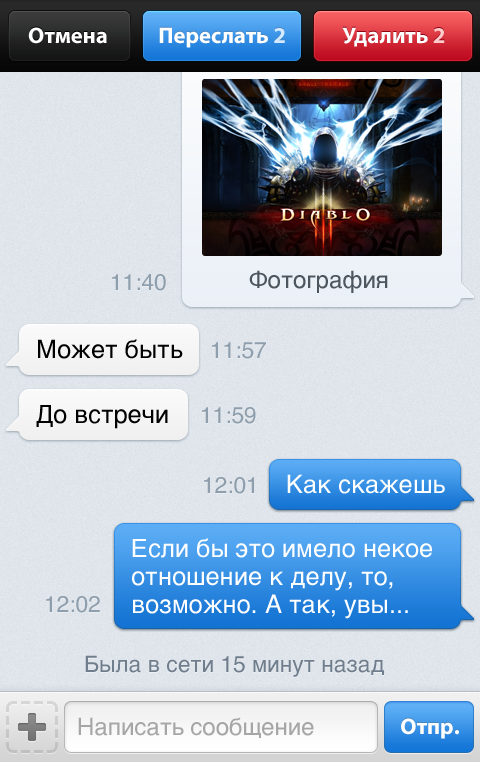 Отмена
Переслать 2
Удалить 2
DIABLO
III
Фотография
11:40
Может быть
11:57
До встречи
11:59
12:01
Как скажешь
Если бы это имело некое
отношение к делу, то,
возможно. А так, увы...
12:02
Была в сети 15 минут назад
Написать сообщение
Отпр.